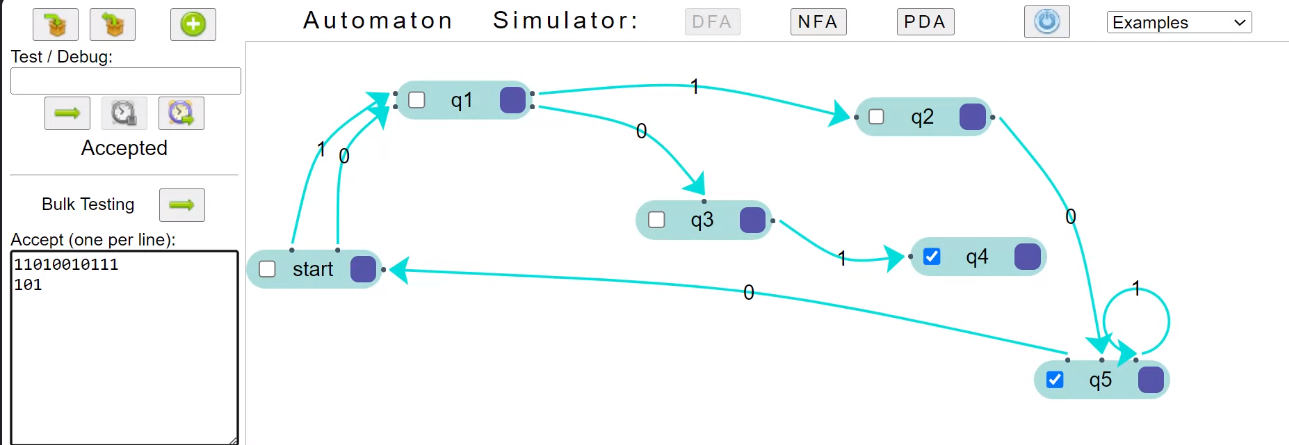 Automaton Simulator: DFA NFA PDA Examples
Test / Debug:
Accepted
Bulk Testing
Accept (one per line):
11010010111
101
q1
1
q2
0
1
0
q3
0
start
1
q4
0
1
q5